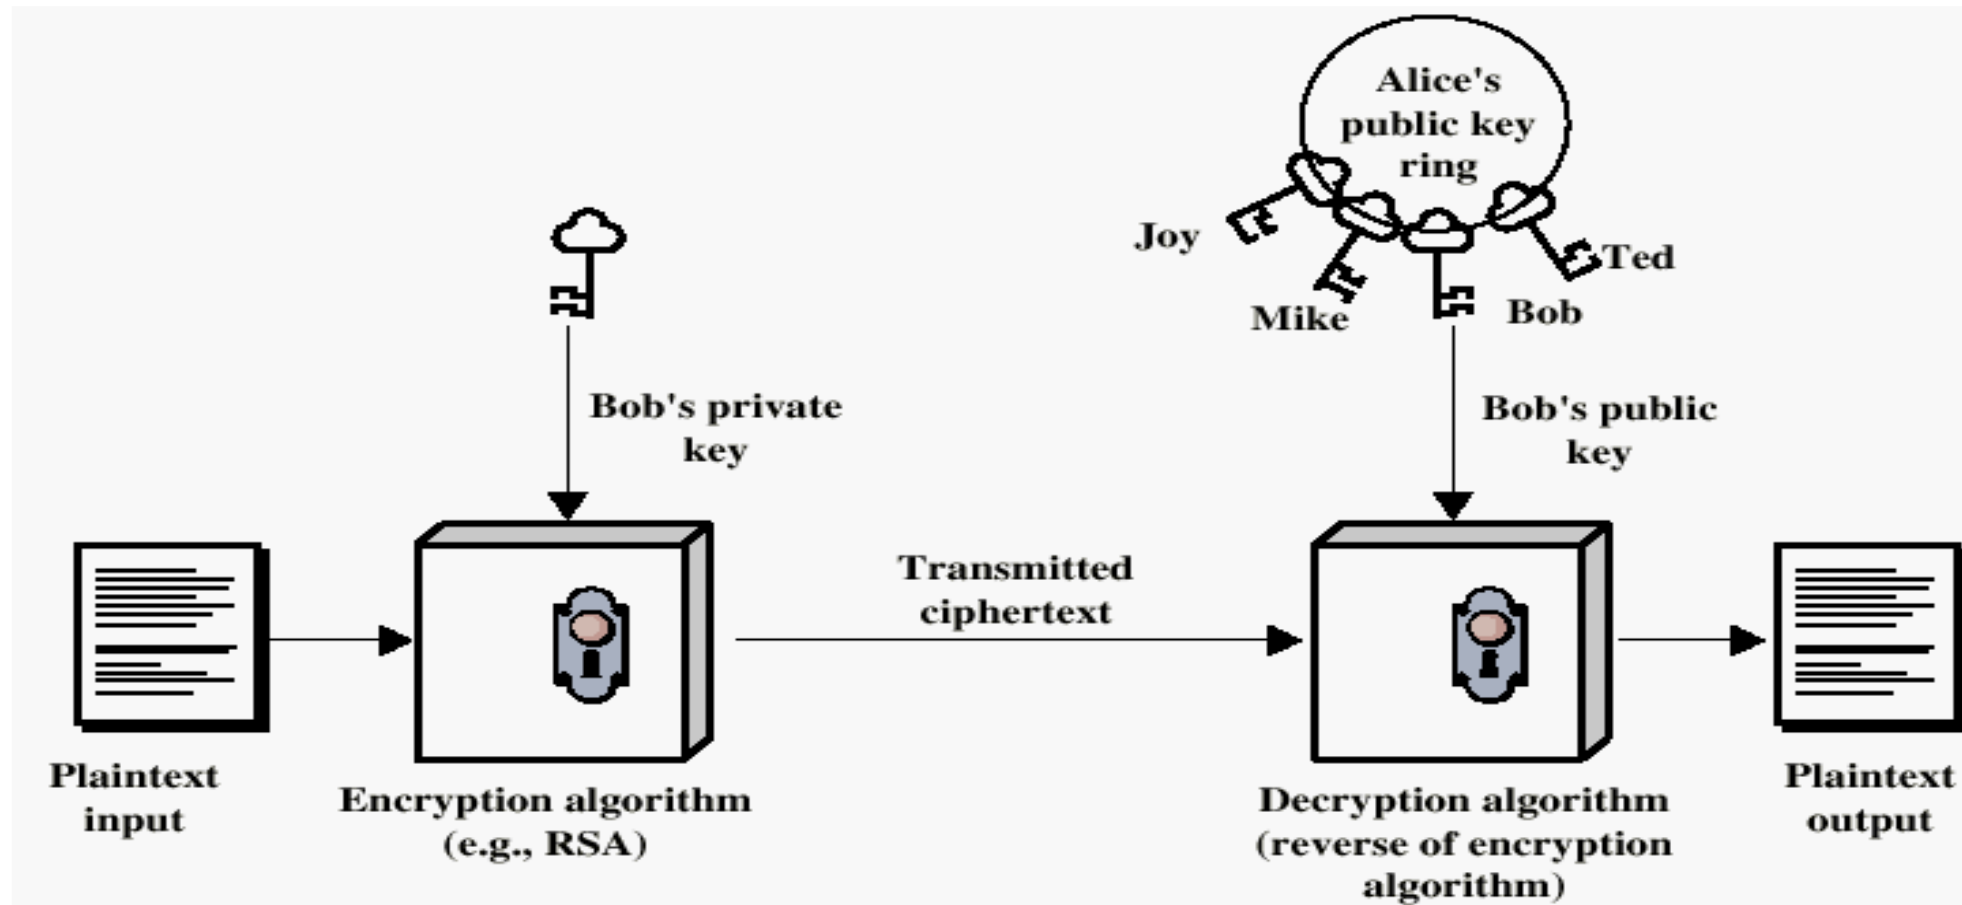 Alice's
public key
ring
Joy
Mike
Bob
Ted
Bob's private
key
Bob's public
key
Transmitted
ciphertext
Plaintext
input
Encryption algorithm
(e.g., RSA)
Decryption algorithm
(reverse of encryption
algorithm)
Plaintext
output